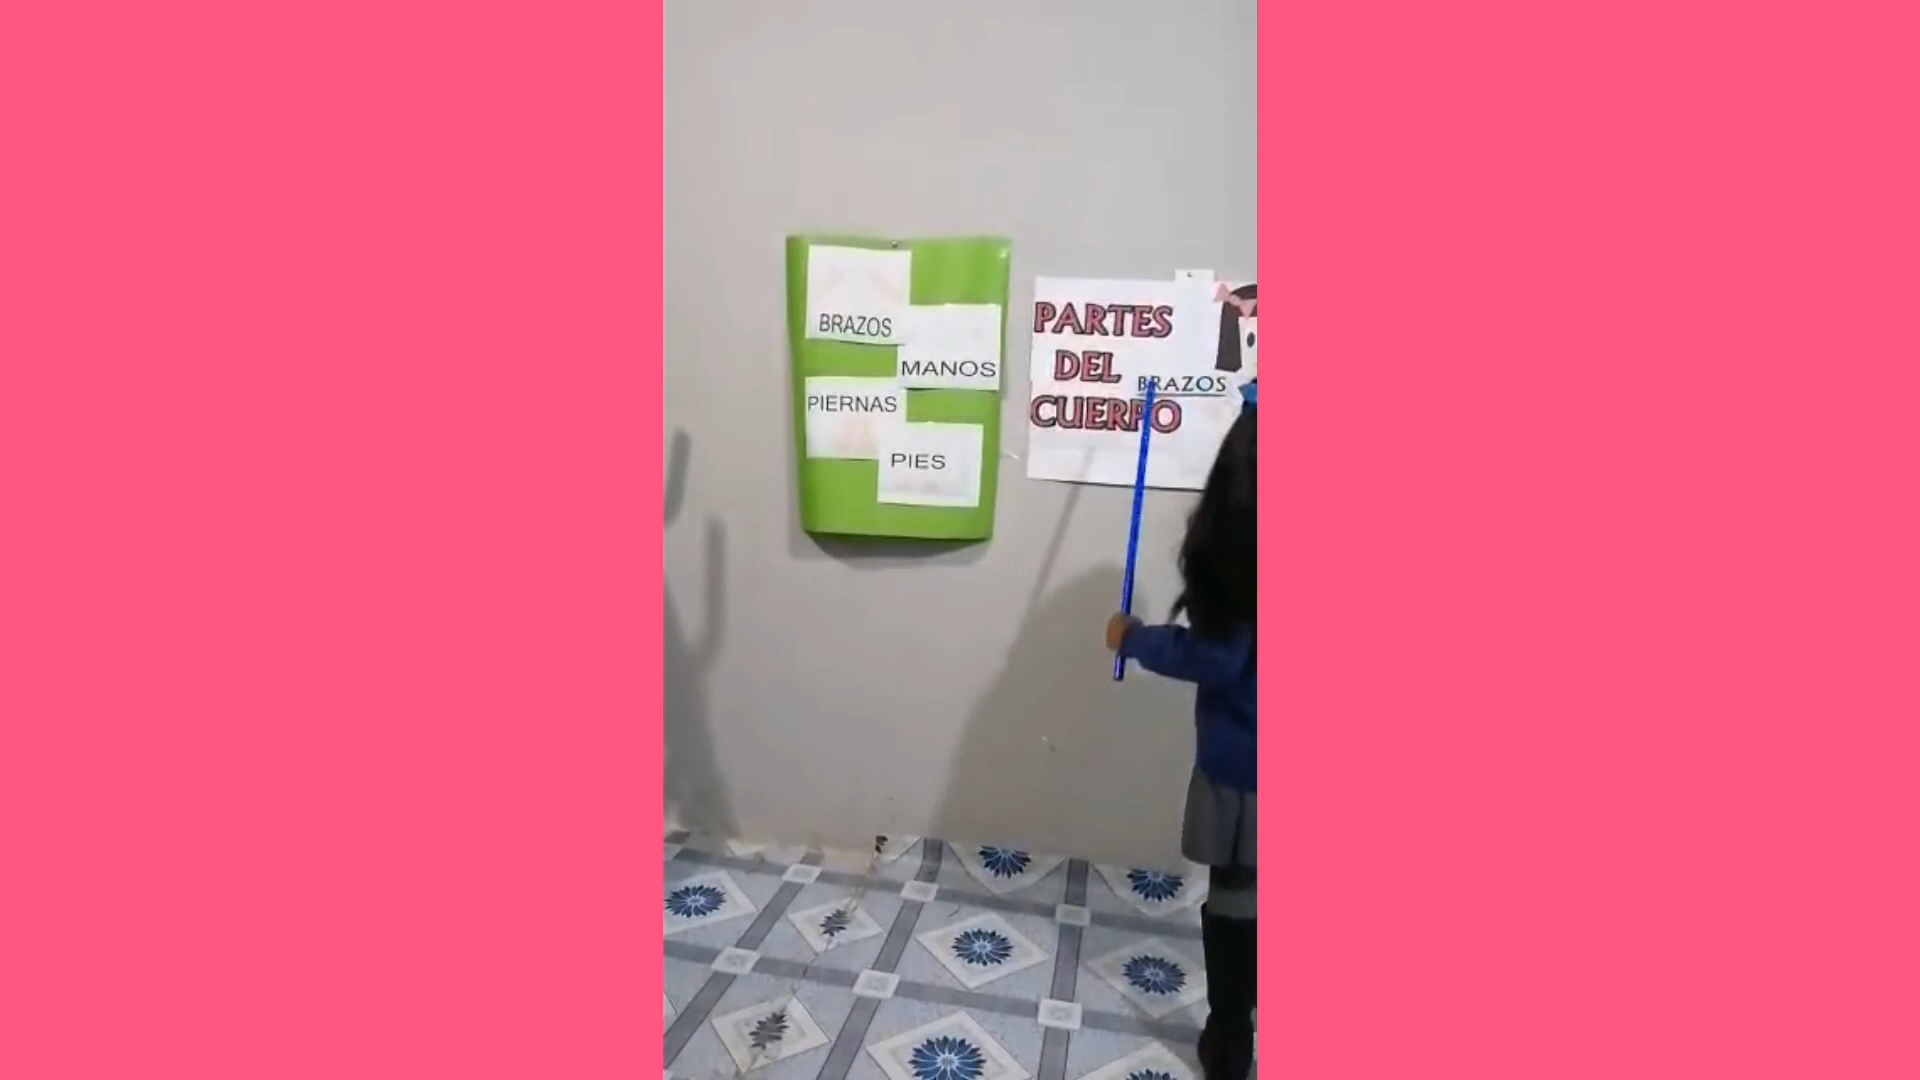 BRAZOS
MANOS
PIERNAS
PIES
PARTES
DEL
CUERPO
BRAZOS